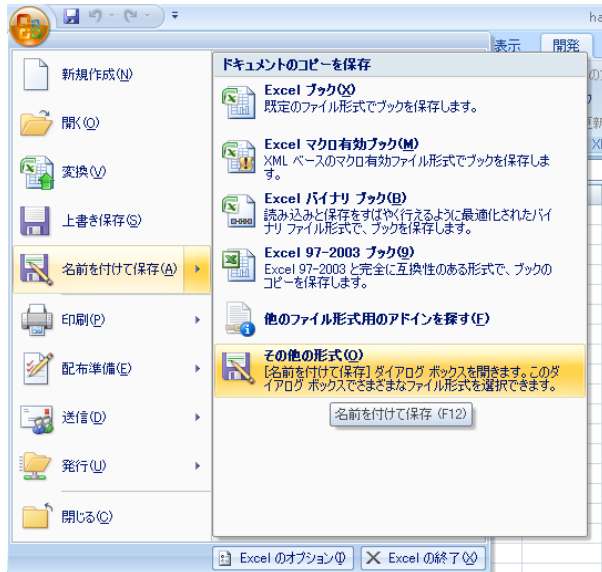 ha
表示 開発
新規作成(N)
開く(O)
変換(V)
上書き保存(S)
名前を付けて保存(A)
印刷(P)
配布準備(E)
送信(D)
発行(U)
閉じる(C)
ドキュメントのコピーを保存
Excel ブック(X)
既定のファイル形式でブックを保存します。
Excel マクロ有効ブック(M)
XML ベースのマクロ有効ファイル形式でブックを保存しま
す。
Excel バイナリ ブック(B)
読み込みと保存をすばやく行えるように最適化されたバイ
ナリ ファイル形式で、ブックを保存します。
Excel 97-2003 ブック(9)
Excel 97-2003 と完全に互換性のある形式で、ブックの
コピーを保存します。
他のファイル形式用のアドインを探す(F)
その他の形式(O)
[名前を付けて保存] ダイアログ ボックスを開きます。このダ
イアログ ボックスでさまざまなファイル形式を選択できます。
名前を付けて保存 (F12)
Excel のオプション(I) Excel の終了(X)